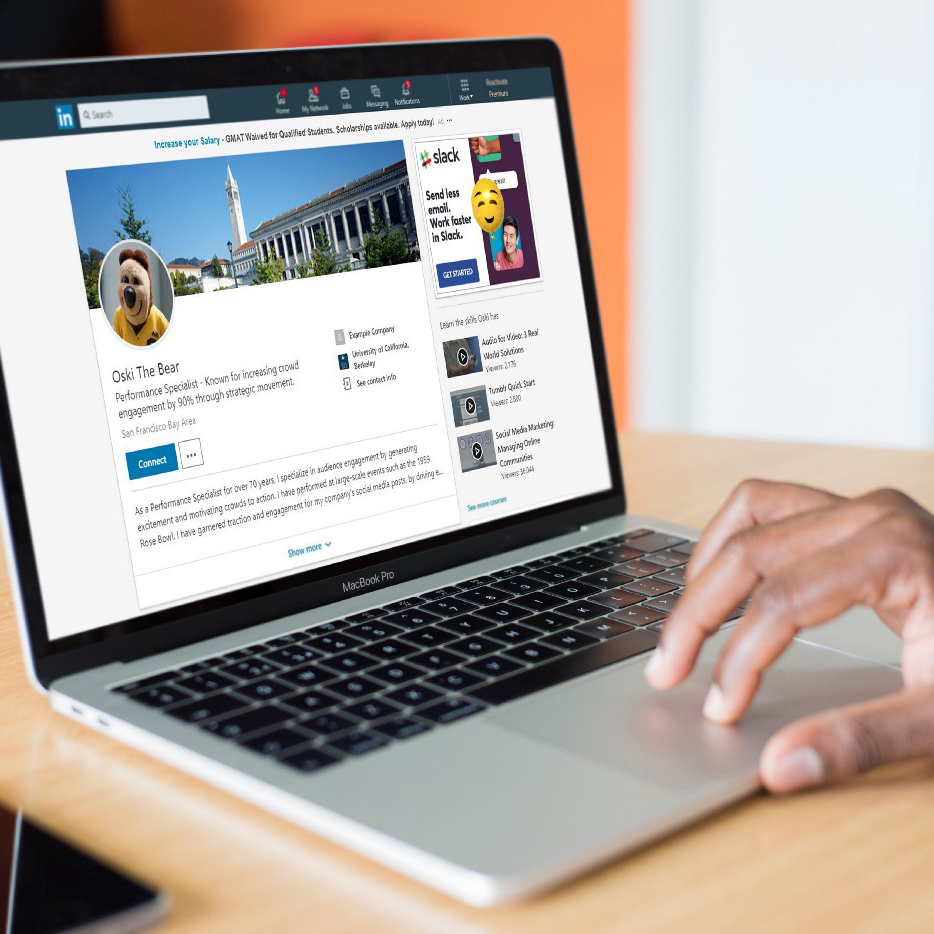 in
Search
Home
My Network
Jobs
Messaging
Notifications
Work
Reactivate
Premium
Increase your Salary - GMAT Waived for Qualified Students. Scholarships available. Apply today! Ad ···
slack
Send less
email.
Work faster
in Slack.
GET STARTED
Oski The Bear
Performance Specialist - Known for increasing crowd
engagement by 90% through strategic movement.
San Francisco Bay Area
Connect
Example Company
University of California,
Berkeley
See contact info
As a Performance Specialist for over 70 years, I specialize in audience engagement by generating
excitement and motivating crowds to action. I have performed at large-scale events such as the 1959
Rose Bowl. I have garnered traction and engagement for my company's social media posts, by driving e...
Show more
Learn the skills Oski has
Audio for Video: 3 Real
World Solutions
Viewers: 2,776
Tumblr Quick Start
Viewers:
Social Media Marketing:
Managing Online
Communities
Viewers: 36,044
See more courses
MacBook Pro